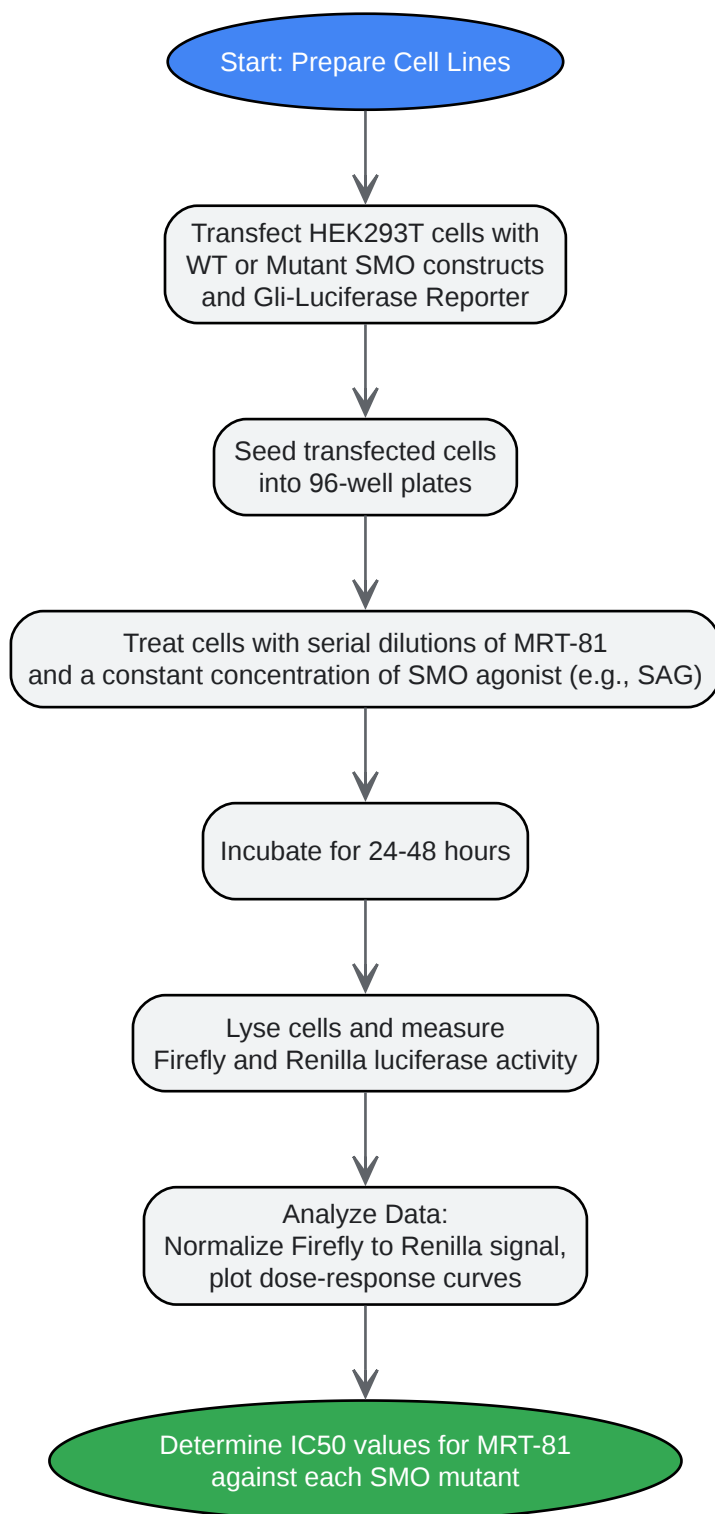 Start: Prepare Cell Lines
Transfect HEK293T cells with
WT or Mutant SMO constructs
and Gli-Luciferase Reporter
Seed transfected cells
into 96-well plates
Treat cells with serial dilutions of MRT-81
and a constant concentration of SMO agonist (e.g., SAG)
Incubate for 24-48 hours
Lyse cells and measure
Firefly and Renilla luciferase activity
Analyze Data:
Normalize Firefly to Renilla signal,
plot dose-response curves
Determine IC50 values for MRT-81
against each SMO mutant